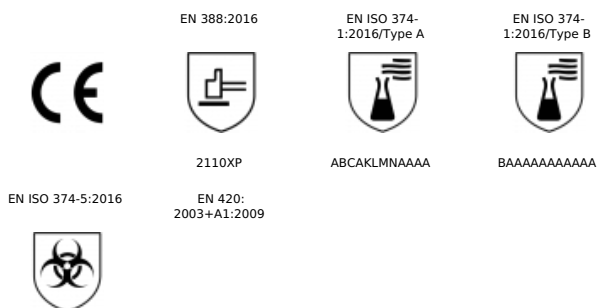 EN 388:2016
EN ISO 374-
1:2016/Type A
EN ISO 374-
1:2016/Type B
CE
2110XP
ABCAKLMNAAAA
BAAAAAAAAAAA
EN ISO 374-5:2016
EN 420:
2003+A1:2009